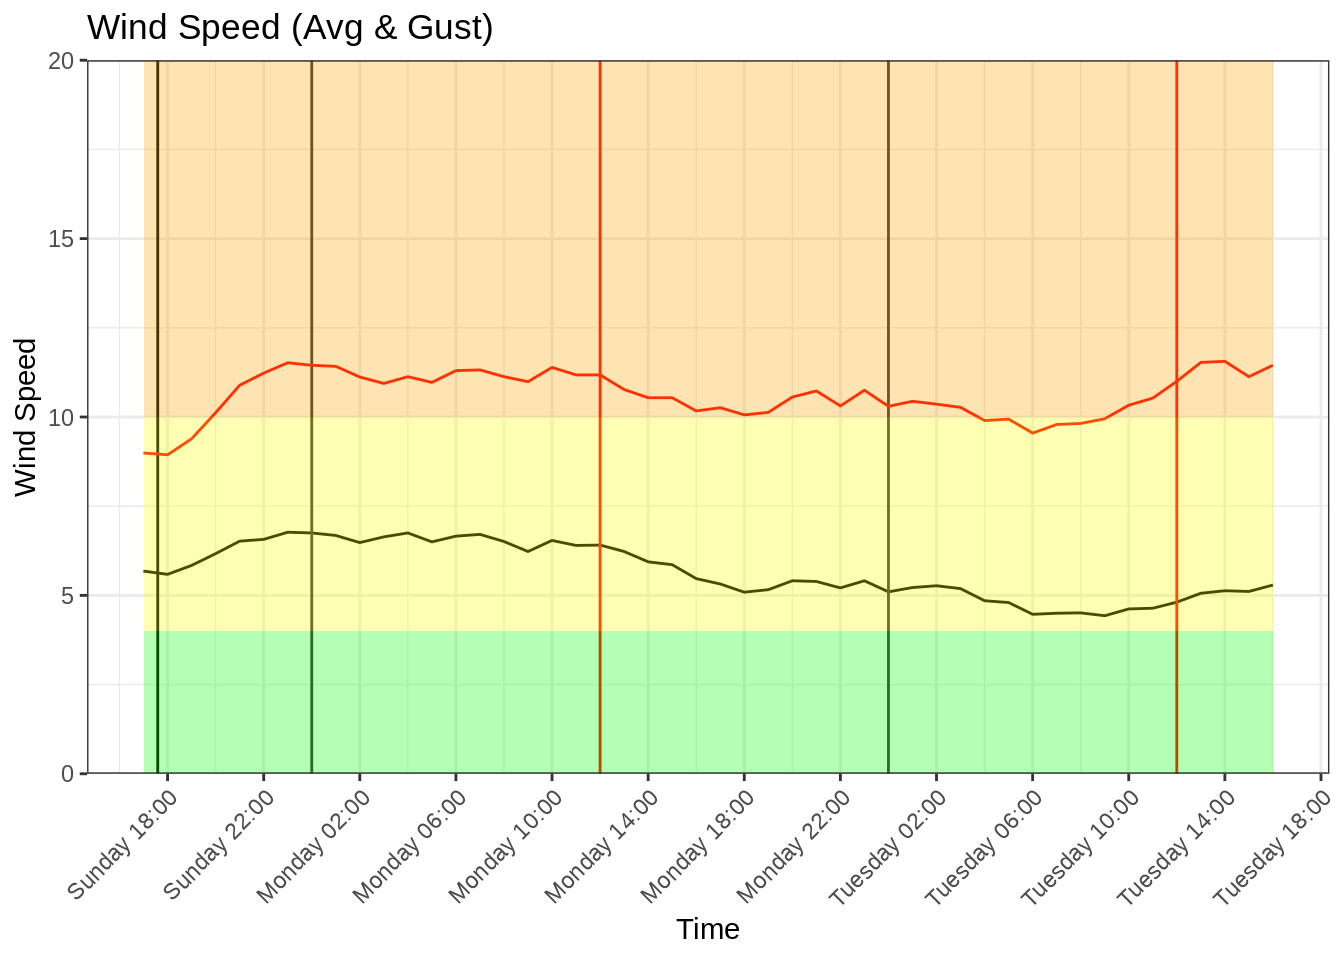 Wind Speed (Avg & Gust)
20
15
10
5
0
Wind Speed
Sunday 18:00
Sunday 22:00
Monday 02:00
Monday 06:00
Monday 10:00
Monday 14:00
Monday 18:00
Monday 22:00
Tuesday 02:00
Tuesday 06:00
Tuesday 10:00
Tuesday 14:00
Tuesday 18:00
Time